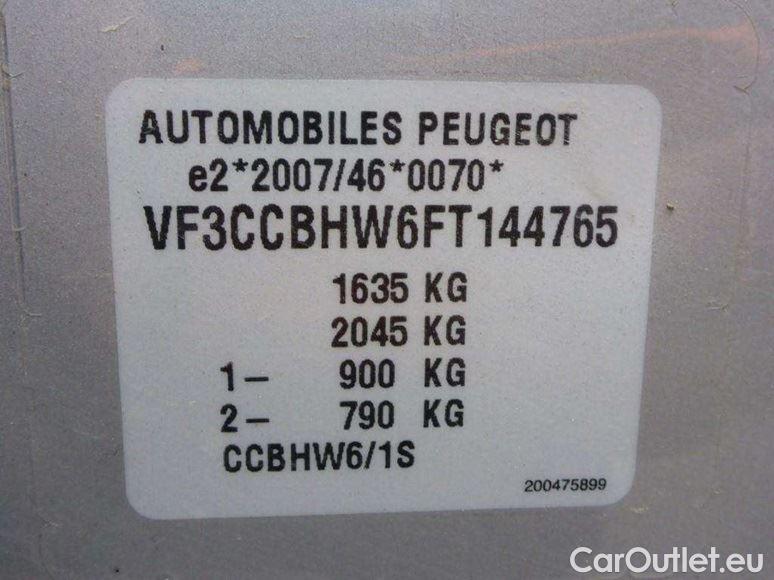 AUTOMOBILES PEUGEOT
e2*2007/46*0070*
VF3CCBHW6FT144765
1635 KG
2045 KG
1– 900 KG
2– 790 KG
CCBHW6/1S
200475899
CarOutlet.eu